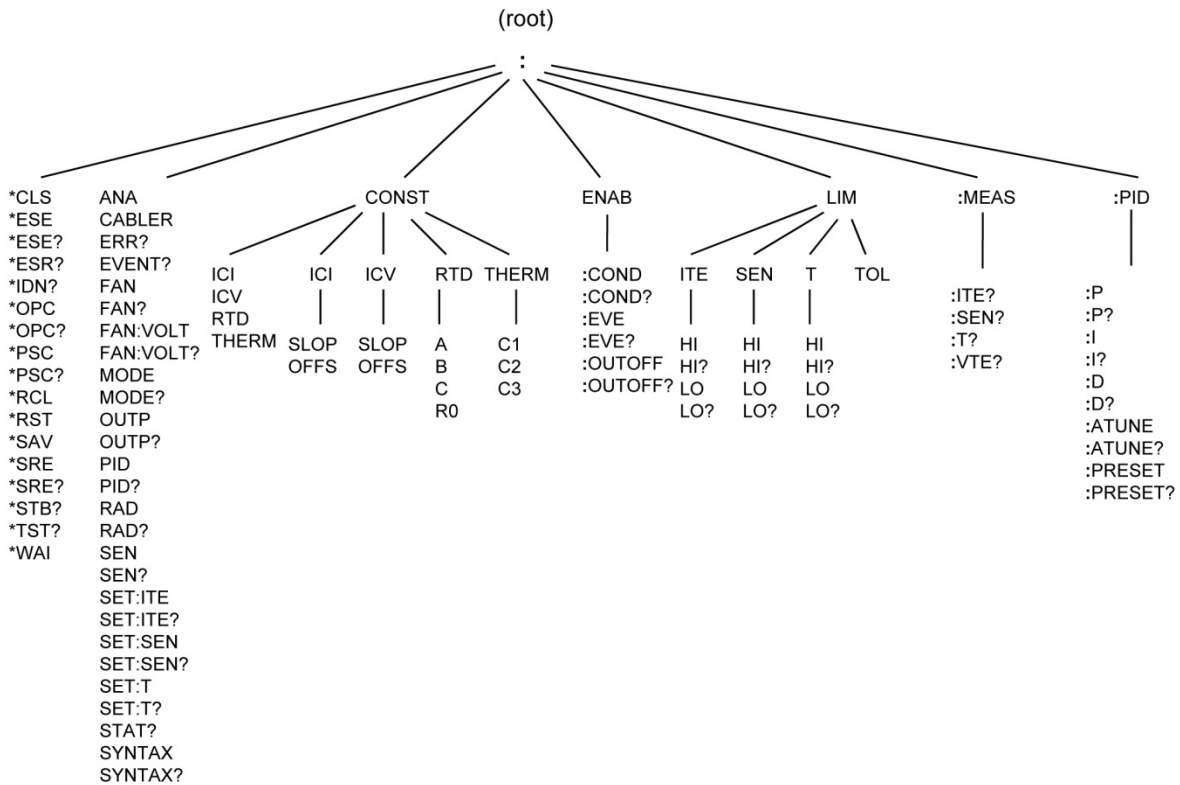 (root)
:
*CLS
*ESE
*ESE?
*ESR?
*IDN?
*OPC
*OPC?
*PSC
*PSC?
*RCL
*RST
*SAV
*SRE
*SRE?
*STB?
*TST?
*WAI
ANA
CABLER
ERR?
EVENT?
FAN
FAN?
FAN:VOLT
FAN:VOLT?
MODE
MODE?
OUTP
OUTP?
PID
PID?
RAD
RAD?
SEN
SEN?
SET:ITE
SET:ITE?
SET:SEN
SET:SEN?
SET:T
SET:T?
STAT?
SYNTAX
SYNTAX?
CONST
ICI
ICV
RTD
THERM
ICI
SLOP
OFFS
ICV
SLOP
OFFS
RTD
A
B
C
R0
THERM
C1
C2
C3
ENAB
:COND
:COND?
:EVE
:EVE?
:OUTOFF
:OUTOFF?
LIM
ITE
HI
HI?
LO
LO?
SEN
HI
HI?
LO
LO?
T
HI
HI?
LO
LO?
TOL
:MEAS
:ITE?
:SEN?
:T?
:VTE?
:PID
:P
:P?
:I
:I?
:D
:D?
:ATUNE
:ATUNE?
:PRESET
:PRESET?